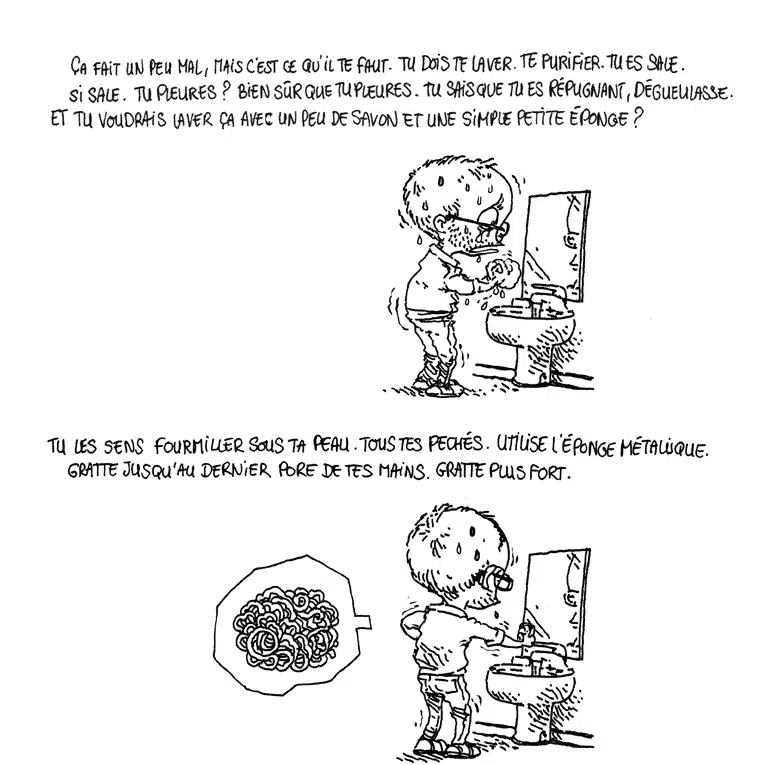 ÇA FAIT UN PEU MAL, MAIS C'EST CE QU'IL TE FAUT. TU DOIS TE LAVER. TE PURIFIER. TU ES SALE.
SI SALE. TU PLEURES ? BIEN SÛR QUE TU PLEURES. TU SAIS QUE TU ES RÉPUGNANT, DÉGUEULASSE.
ET TU VOUDRAIS LAVER ÇA AVEC UN PEU DE SAVON ET UNE SIMPLE PETITE ÉPONGE ?
TU LES SENS FOURMILLER SOUS TA PEAU. TOUS TES PECHÉS. UTILISE L'ÉPONGE MÉTALLIQUE.
GRATTE JUSQU'AU DERNIER PORE DE TES MAINS. GRATTE PLUS FORT.